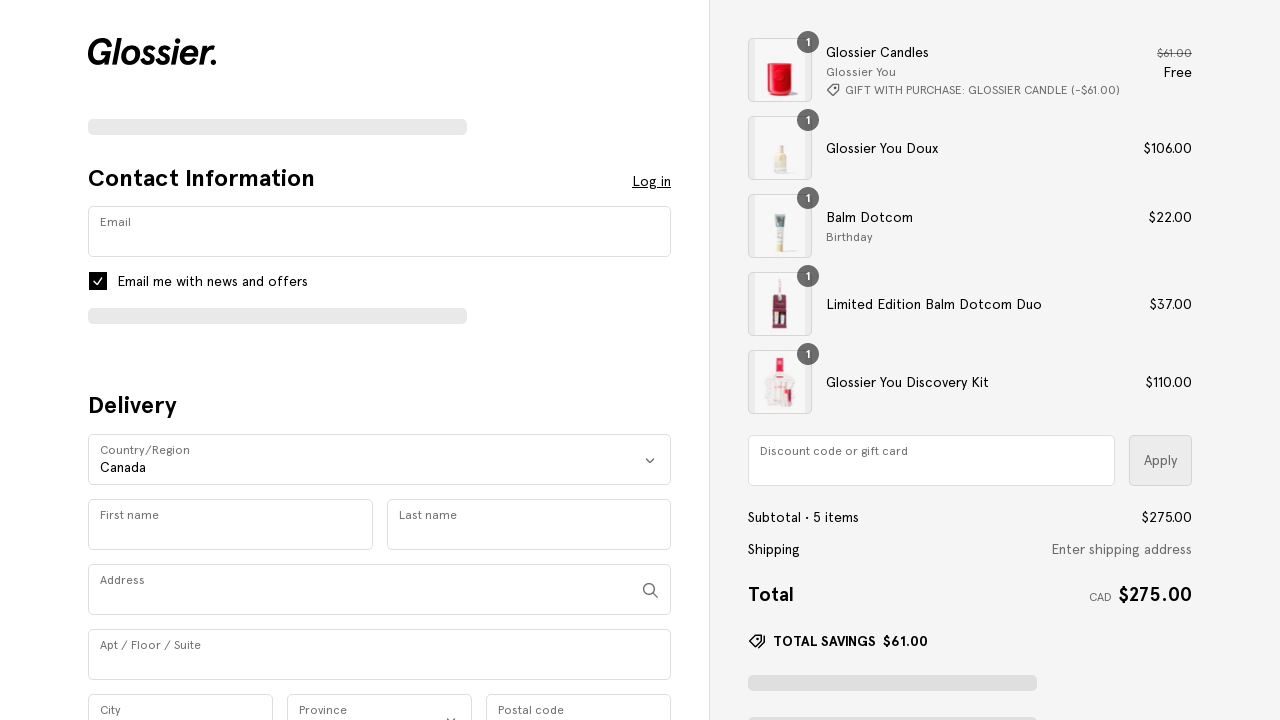 Glossier.
Contact Information
Log in
Email
Email me with news and offers
Delivery
Country/Region
Canada
First name
Last name
Address
Apt / Floor / Suite
City
Province
Postal code
1
Glossier Candles
$61.00
Glossier You
Free
GIFT WITH PURCHASE: GLOSSIER CANDLE (-$61.00)
1
Glossier You Doux
$106.00
1
Balm Dotcom
$22.00
Birthday
1
Limited Edition Balm Dotcom Duo
$37.00
1
Glossier You Discovery Kit
$110.00
Discount code or gift card
Apply
Subtotal · 5 items
$275.00
Shipping
Enter shipping address
Total
CAD $275.00
TOTAL SAVINGS $61.00